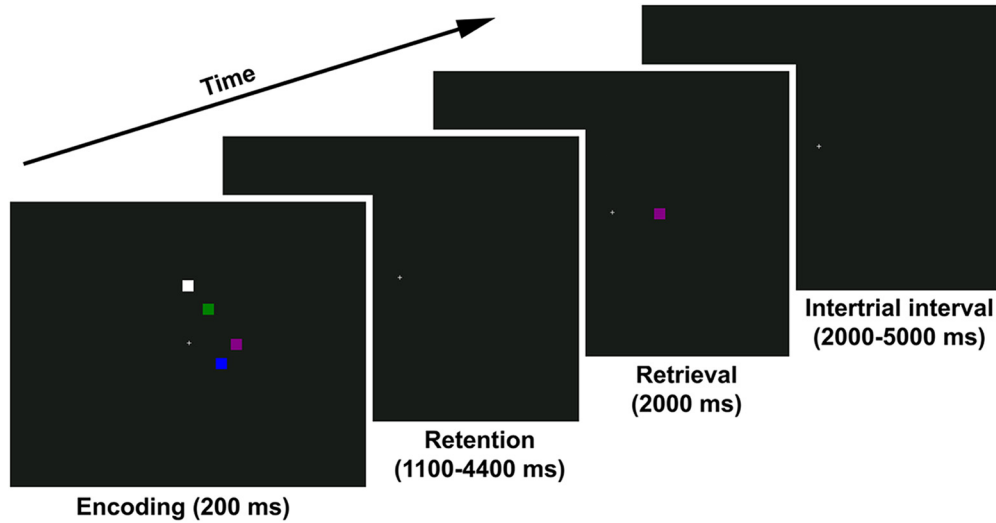 Time
Encoding (200 ms)
Retention
(1100-4400 ms)
Retrieval
(2000 ms)
Intertrial interval
(2000-5000 ms)